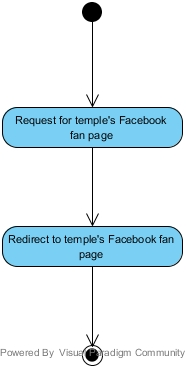 Request for temple's Facebook
fan page
Redirect to temple's Facebook fan
page
Powered By Visual Paradigm Community